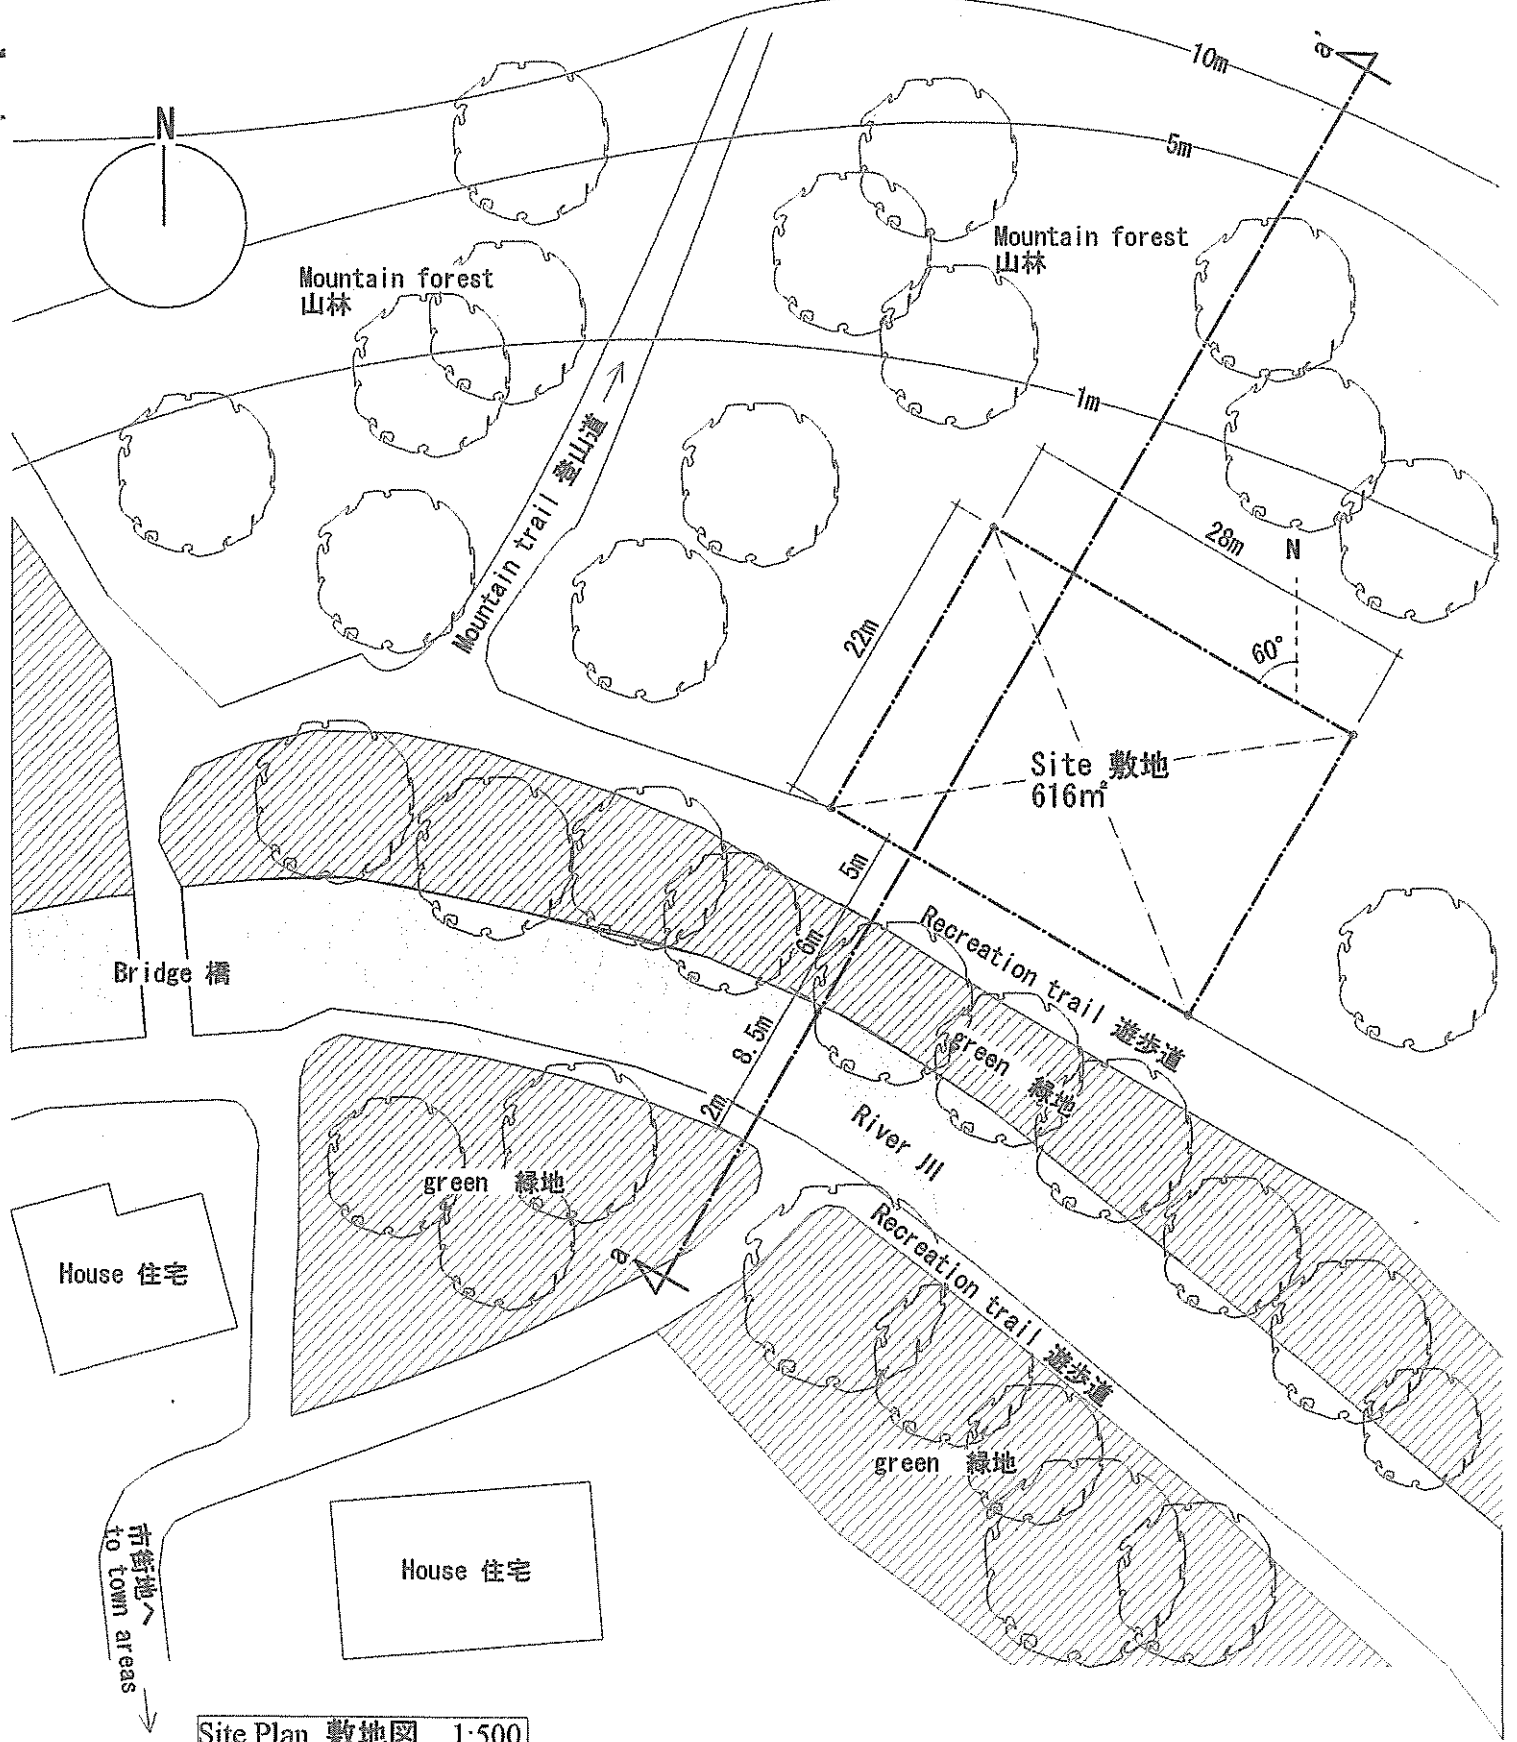 10m
a'
N
5m
Mountain forest
山林
Mountain forest
山林
1m
Mountain trail 登山道
28m
N
22m
60°
Site 敷地
616㎡
5m
6m
Recreation trail 遊歩道
Bridge 橋
8.5m
green 緑地
2m
River 川
green 緑地
Recreation trail 遊歩道
a
House 住宅
green 緑地
House 住宅
市街地へ
to town areas
Site Plan 敷地図 1:500